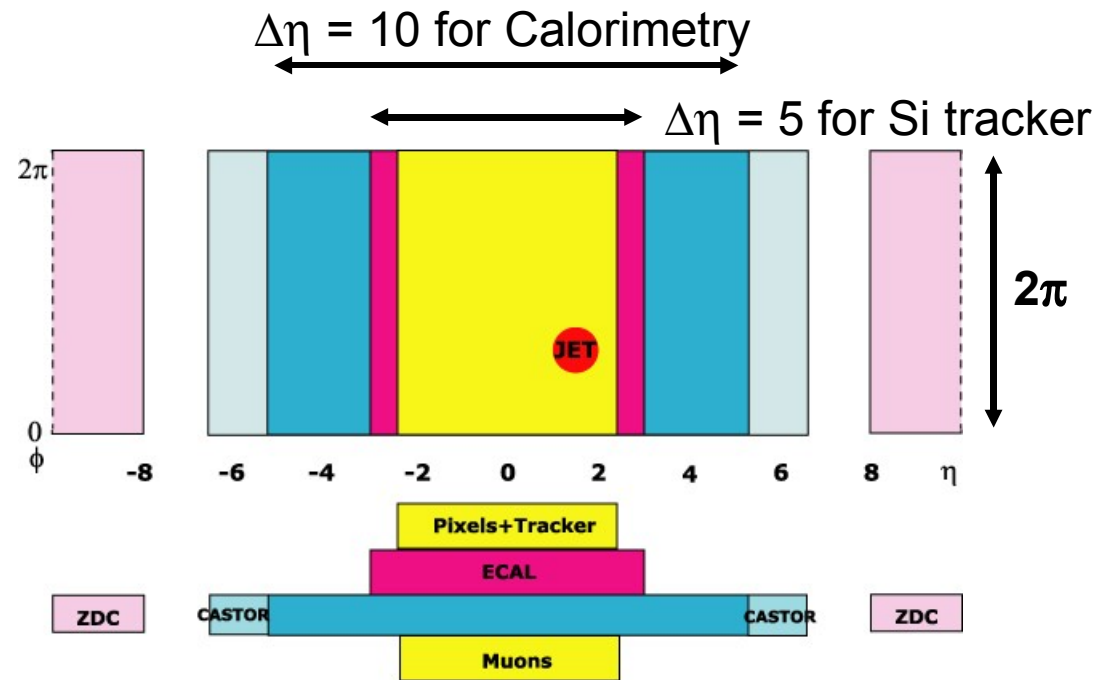 Δη = 10 for Calorimetry
Δη = 5 for Si tracker
2π
2π
JET
0
ϕ
-8 -6 -4 -2 0 2 4 6 8 η
Pixels+Tracker
ECAL
ZDC CASTOR CASTOR ZDC
Muons